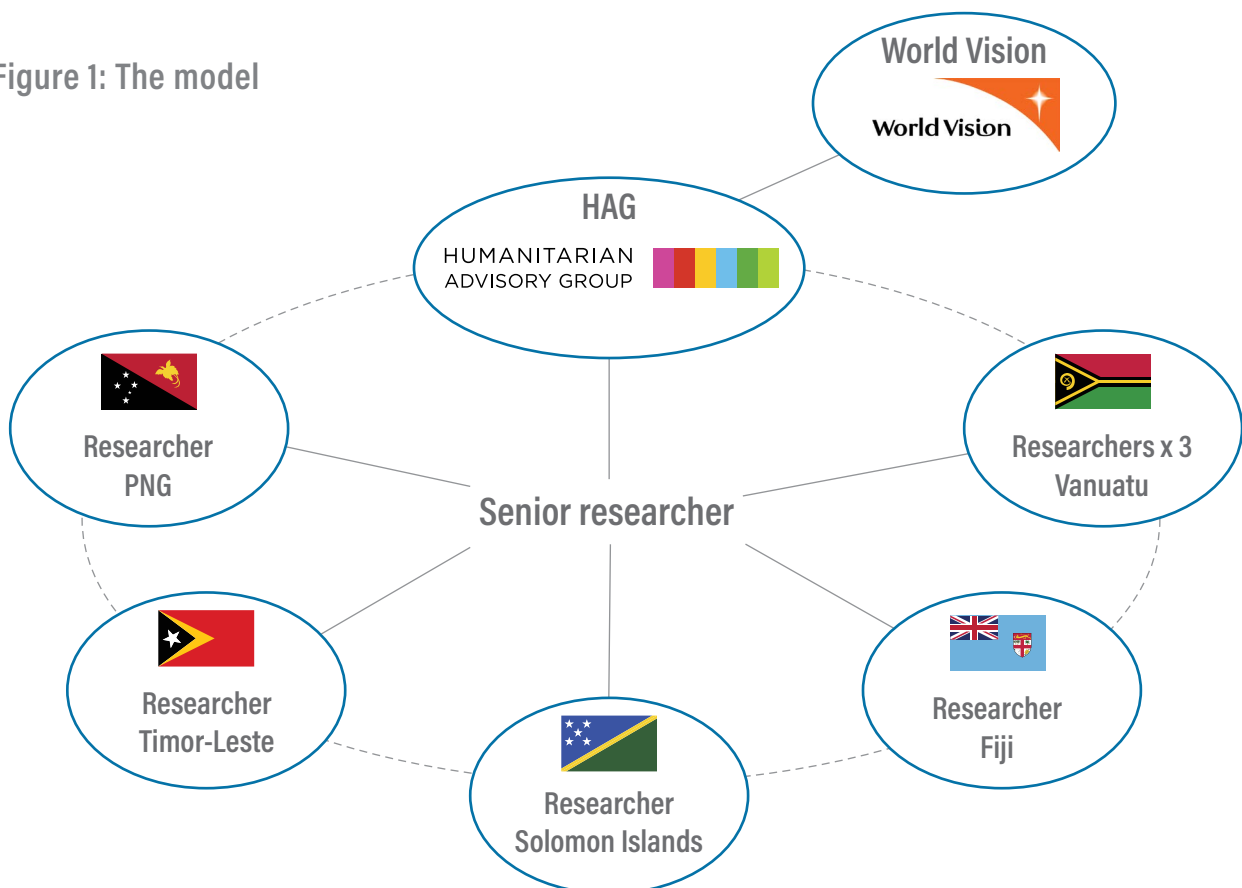 Figure 1: The model
World Vision
World Vision
HAG
HUMANITARIAN
ADVISORY GROUP
Researcher
PNG
Researchers x 3
Vanuatu
Senior researcher
Researcher
Timor-Leste
Researcher
Fiji
Researcher
Solomon Islands